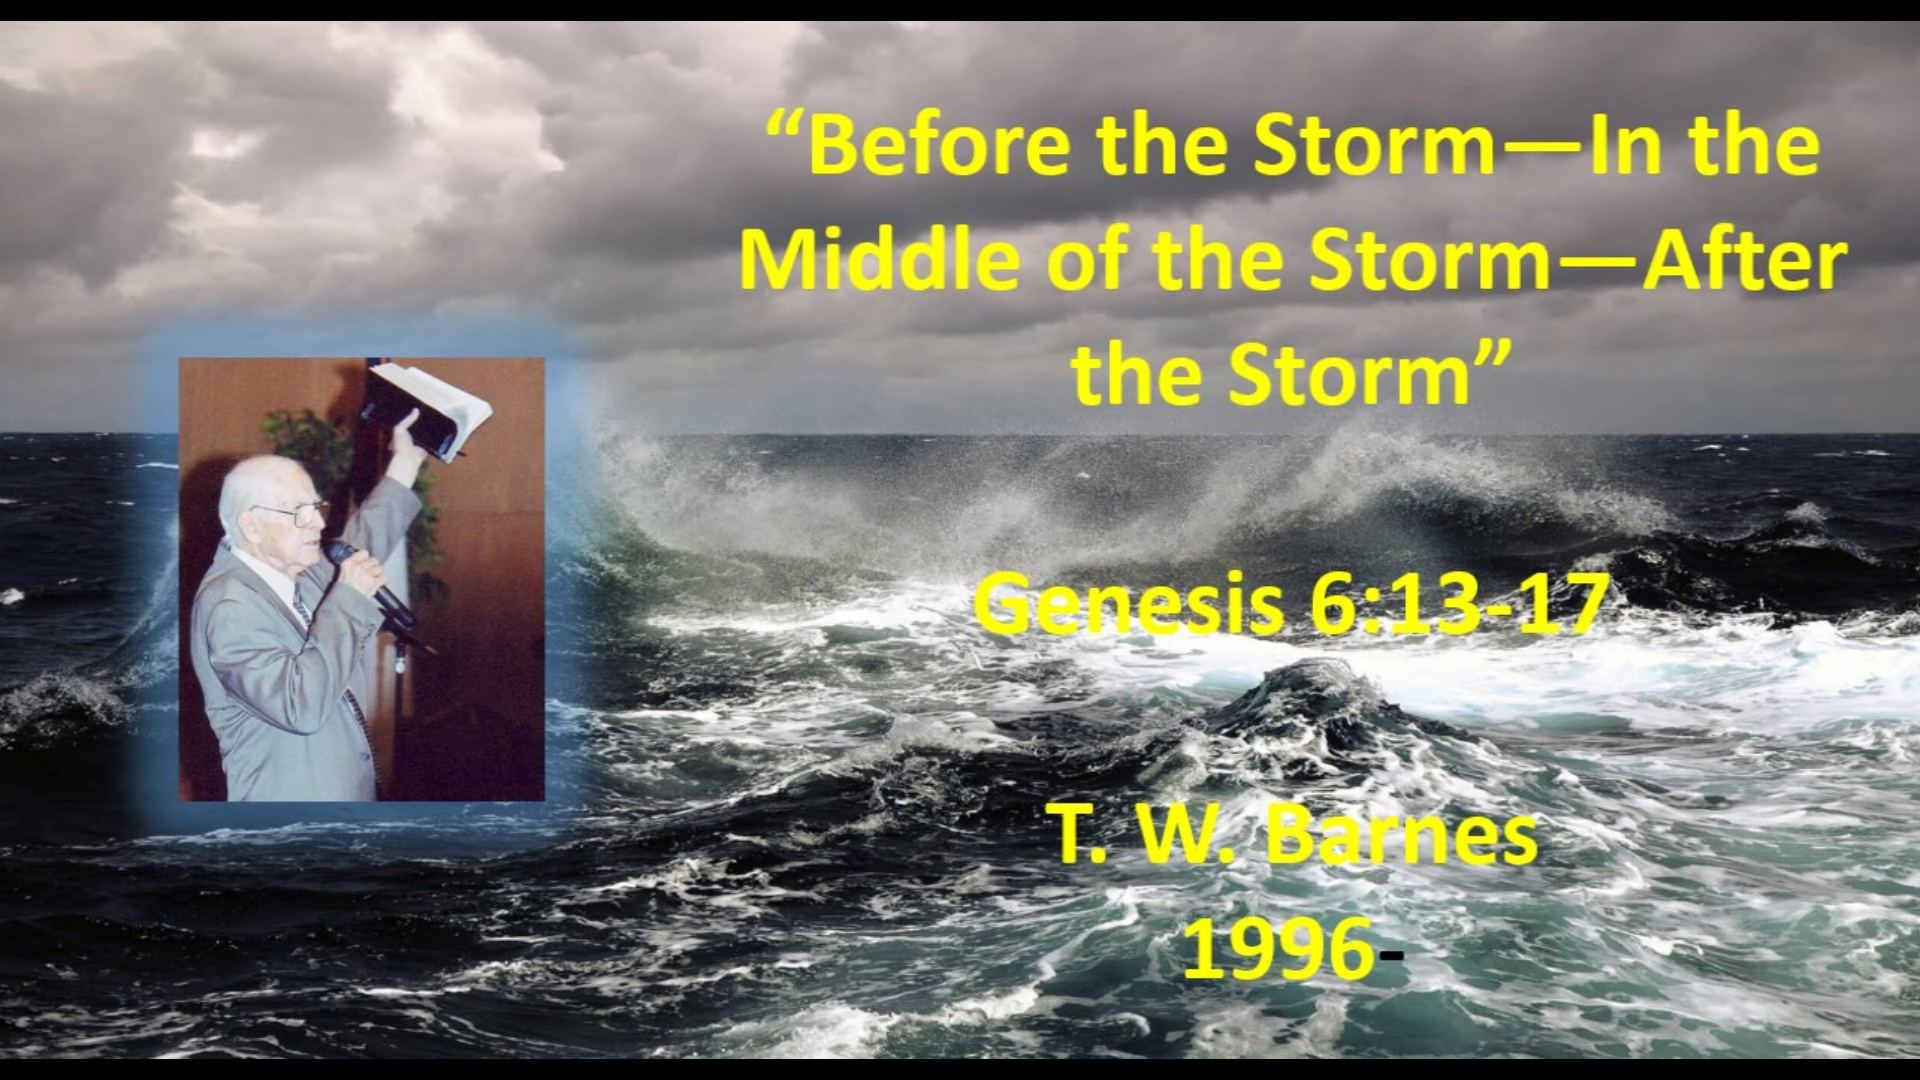 “Before the Storm—In the
Middle of the Storm—After
the Storm”
Genesis 6:13-17
T. W. Barnes
1996-